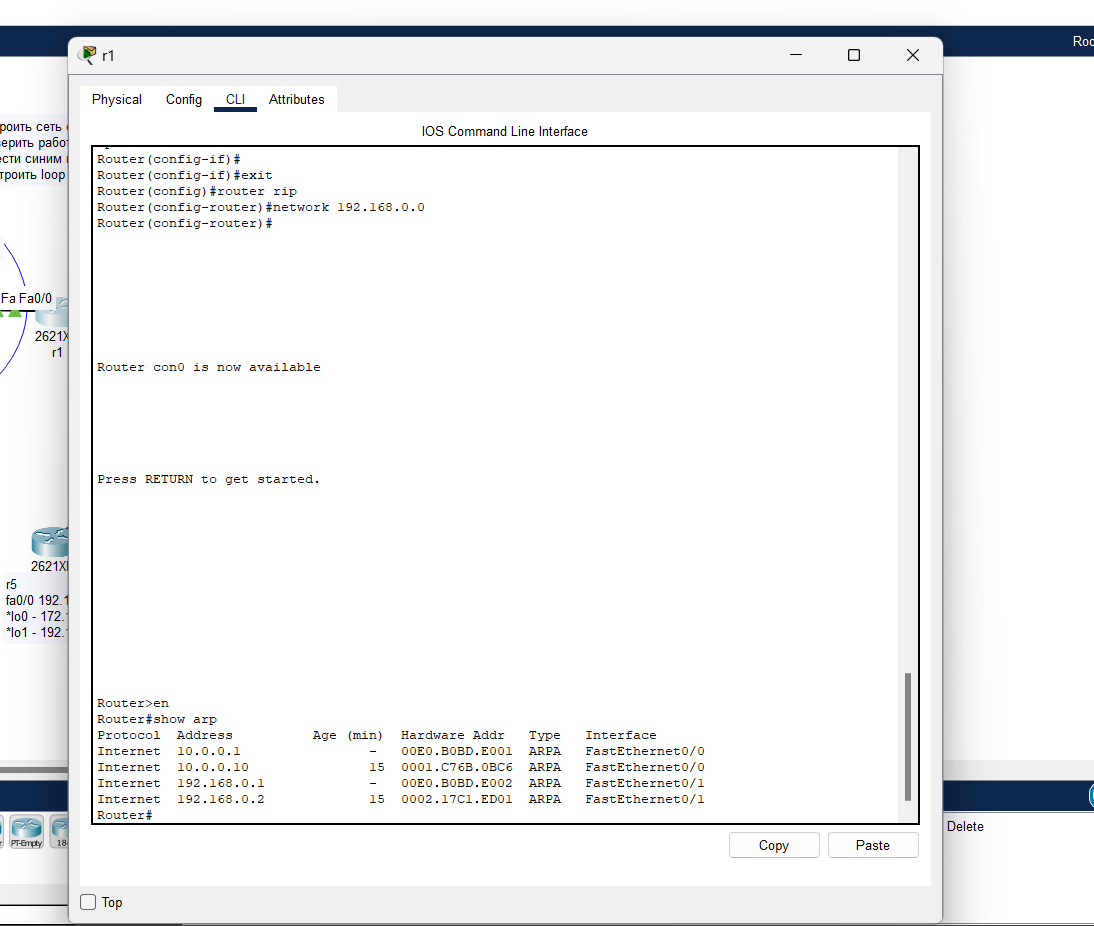 r1
Physical Config CLI Attributes
IOS Command Line Interface
Router(config-if)#
Router(config-if)#exit
Router(config)#router rip
Router(config-router)#network 192.168.0.0
Router(config-router)#
Router con0 is now available
Press RETURN to get started.
Router>en
Router#show arp
Protocol  Address          Age (min)  Hardware Addr   Type   Interface
Internet  10.0.0.1                -   00E0.B0BD.E001  ARPA   FastEthernet0/0
Internet  10.0.0.10               15  0001.C76B.0BC6  ARPA   FastEthernet0/0
Internet  192.168.0.1             -   00E0.B0BD.E002  ARPA   FastEthernet0/1
Internet  192.168.0.2             15  0002.17C1.ED01  ARPA   FastEthernet0/1
Router#
Copy Paste
Top
Roo
роить сеть
верить рабо
ести синим
троить loop
Fa Fa0/0
2621X
r1
2621X
r5
fa0/0 192.1
*lo0 - 172.
*lo1 - 192.
PT-Empty
18
Delete